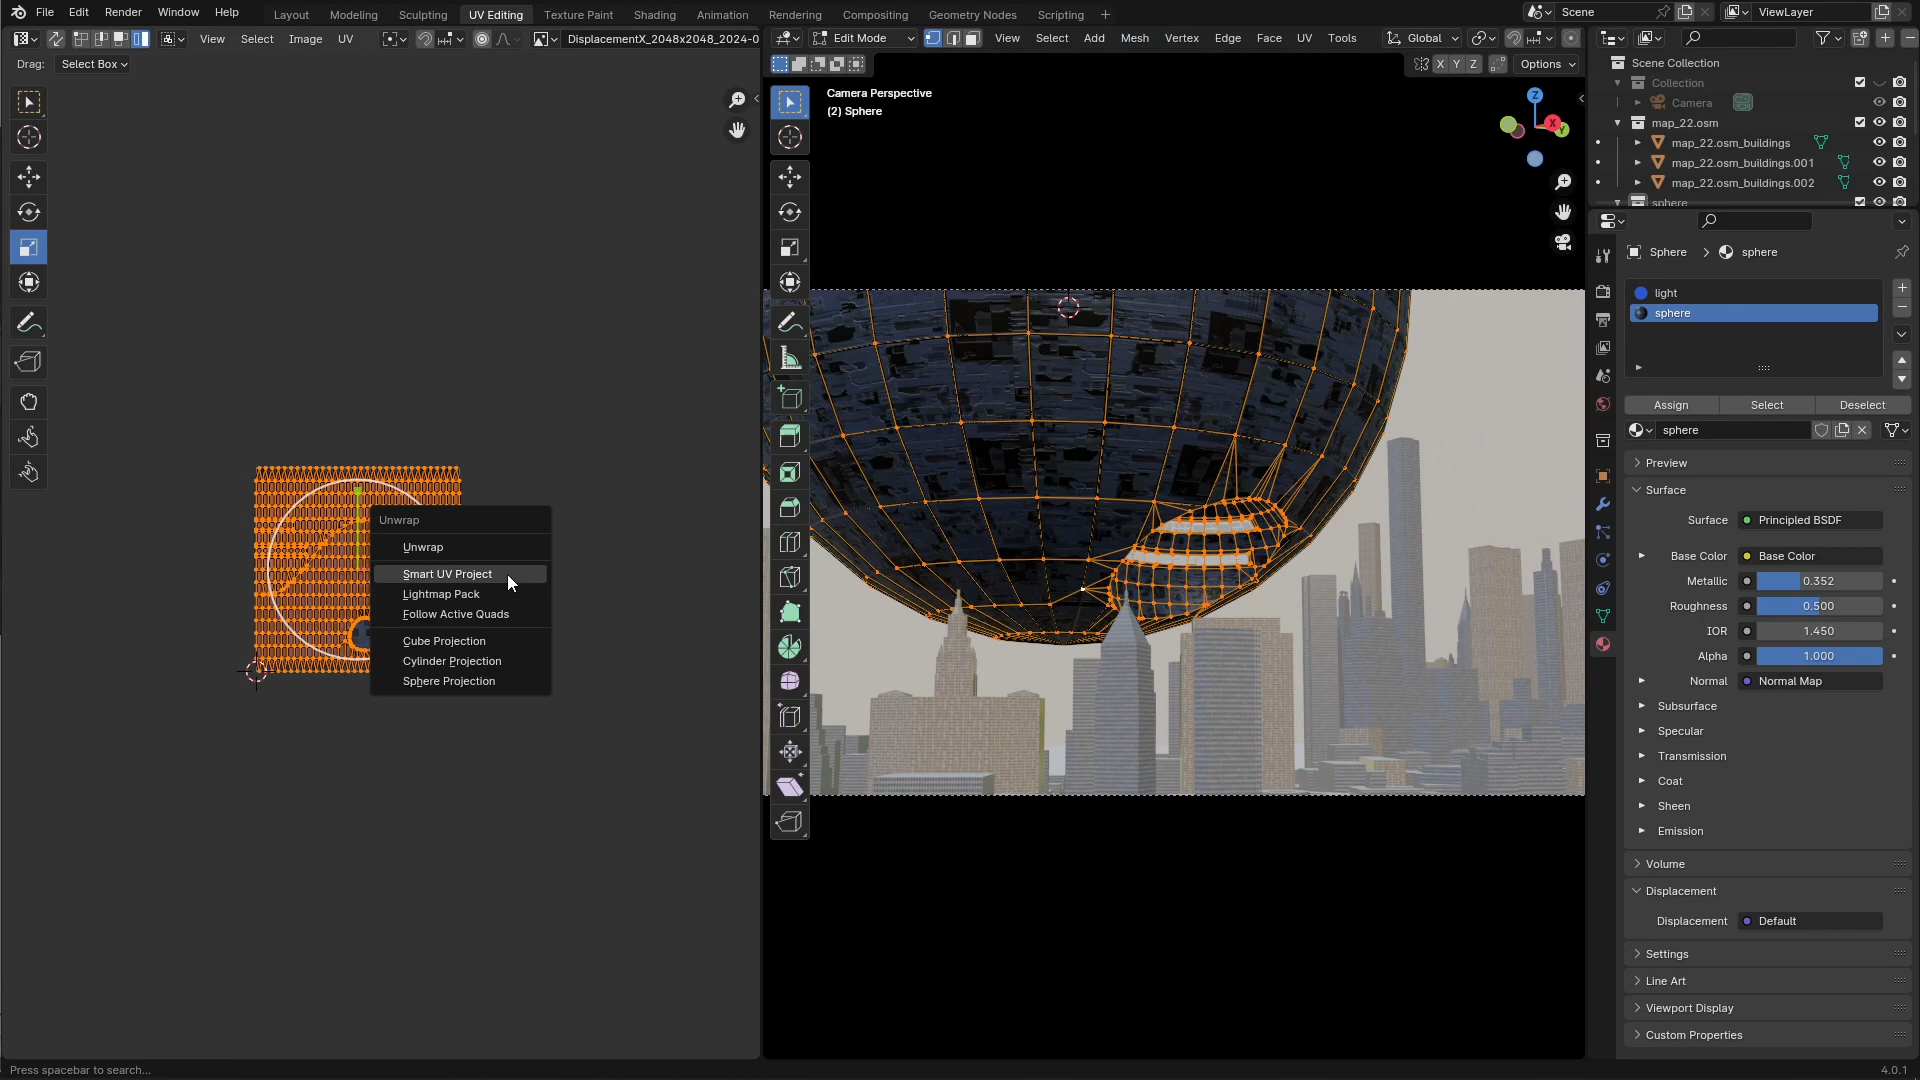 File Edit Render Window Help Layout Modeling Sculpting UV Editing Texture Paint Shading Animation Rendering Compositing Geometry Nodes Scripting + Scene ViewLayer
View Select Image UV DisplacementX_2048x2048_2024-0 Edit Mode View Select Add Mesh Vertex Edge Face UV Tools Global
Drag: Select Box X Y Z Options
Camera Perspective
(2) Sphere
Z
X
Y
Unwrap
Unwrap
Smart UV Project
Lightmap Pack
Follow Active Quads
Cube Projection
Cylinder Projection
Sphere Projection
Scene Collection
Collection
Camera
map_22.osm
map_22.osm_buildings
map_22.osm_buildings.001
map_22.osm_buildings.002
sphere
Sphere sphere
light
sphere
Assign Select Deselect
sphere
Preview
Surface
Surface Principled BSDF
Base Color Base Color
Metallic 0.352
Roughness 0.500
IOR 1.450
Alpha 1.000
Normal Normal Map
Subsurface
Specular
Transmission
Coat
Sheen
Emission
Volume
Displacement
Displacement Default
Settings
Line Art
Viewport Display
Custom Properties
Press spacebar to search... 4.0.1